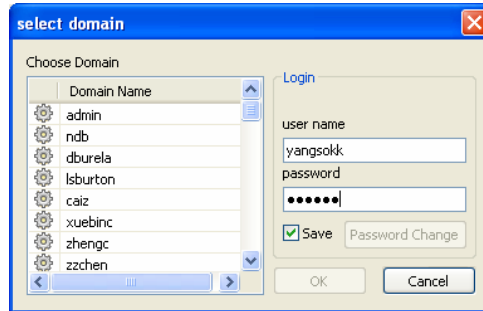 select domain
Choose Domain
Domain Name
admin
ndb
dburela
lsburton
caiz
xuebinc
zhengc
zzchen
Login
user name
yangsokk
password
●●●●●●
Save
Password Change
OK
Cancel